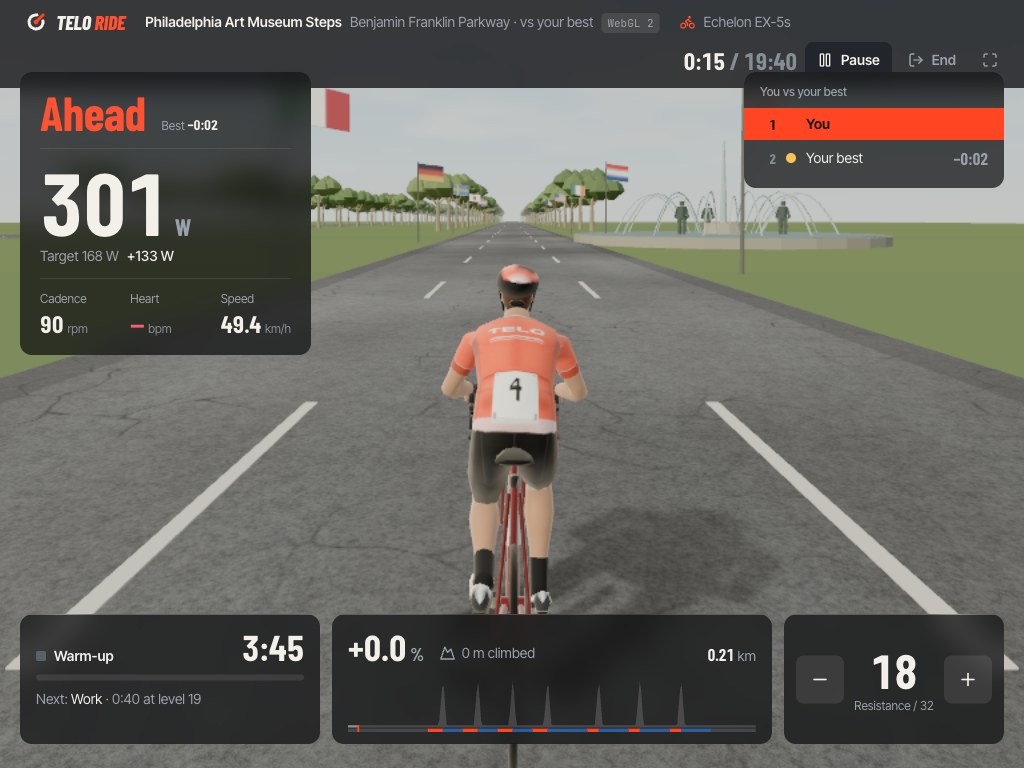 TELO RIDE Philadelphia Art Museum Steps Benjamin Franklin Parkway · vs your best WebGL 2 Echelon EX-5s
0:15 / 19:40 Pause End
Ahead Best −0:02
301 W
Target 168 W +133 W
Cadence Heart Speed
90 rpm – bpm 49.4 km/h
You vs your best
1 You
2 Your best −0:02
TELO
4
Warm-up 3:45
Next: Work · 0:40 at level 19
+0.0 % 0 m climbed 0.21 km
− 18 +
Resistance / 32